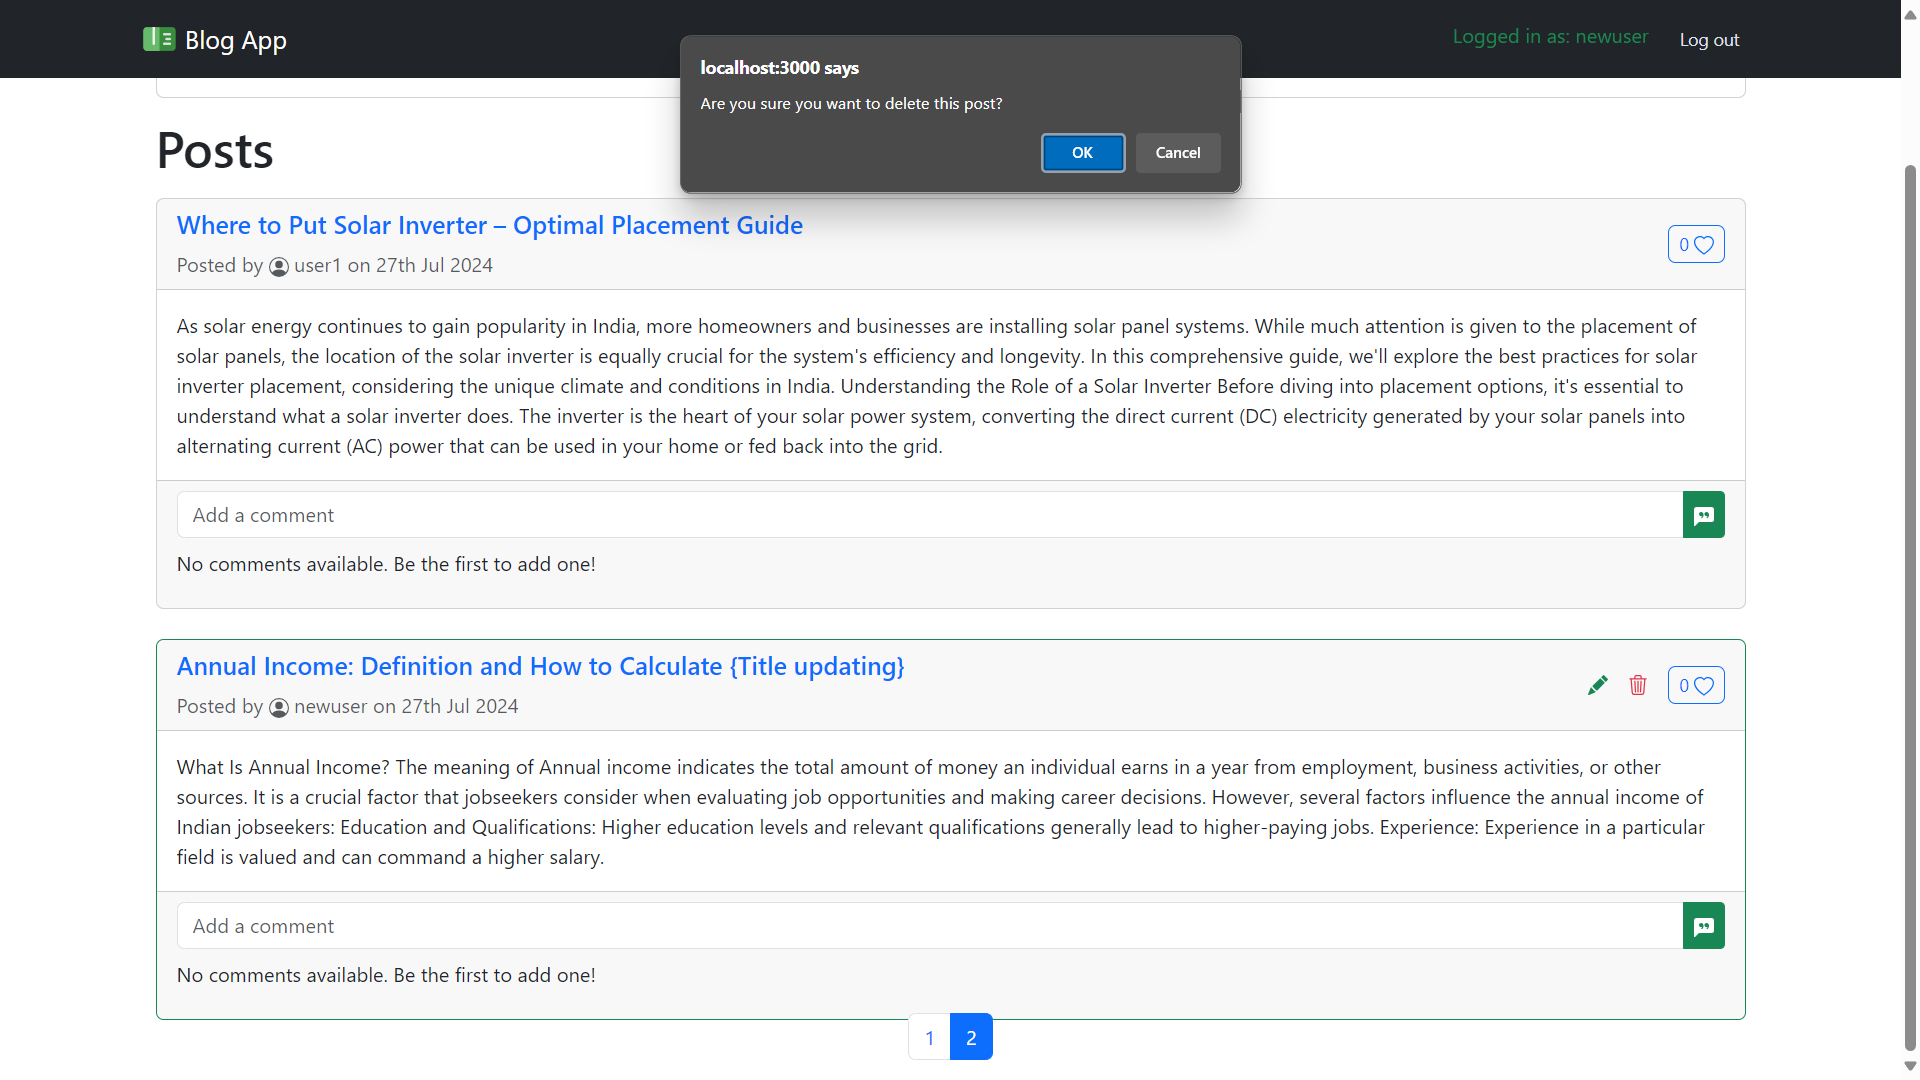 Blog App
Logged in as: newuser
Log out
localhost:3000 says
Are you sure you want to delete this post?
OK
Cancel
Posts
Where to Put Solar Inverter – Optimal Placement Guide
Posted by user1 on 27th Jul 2024
0
As solar energy continues to gain popularity in India, more homeowners and businesses are installing solar panel systems. While much attention is given to the placement of
solar panels, the location of the solar inverter is equally crucial for the system's efficiency and longevity. In this comprehensive guide, we'll explore the best practices for solar
inverter placement, considering the unique climate and conditions in India. Understanding the Role of a Solar Inverter Before diving into placement options, it's essential to
understand what a solar inverter does. The inverter is the heart of your solar power system, converting the direct current (DC) electricity generated by your solar panels into
alternating current (AC) power that can be used in your home or fed back into the grid.
Add a comment
No comments available. Be the first to add one!
Annual Income: Definition and How to Calculate {Title updating}
Posted by newuser on 27th Jul 2024
0
What Is Annual Income? The meaning of Annual income indicates the total amount of money an individual earns in a year from employment, business activities, or other
sources. It is a crucial factor that jobseekers consider when evaluating job opportunities and making career decisions. However, several factors influence the annual income of
Indian jobseekers: Education and Qualifications: Higher education levels and relevant qualifications generally lead to higher-paying jobs. Experience: Experience in a particular
field is valued and can command a higher salary.
Add a comment
No comments available. Be the first to add one!
1
2